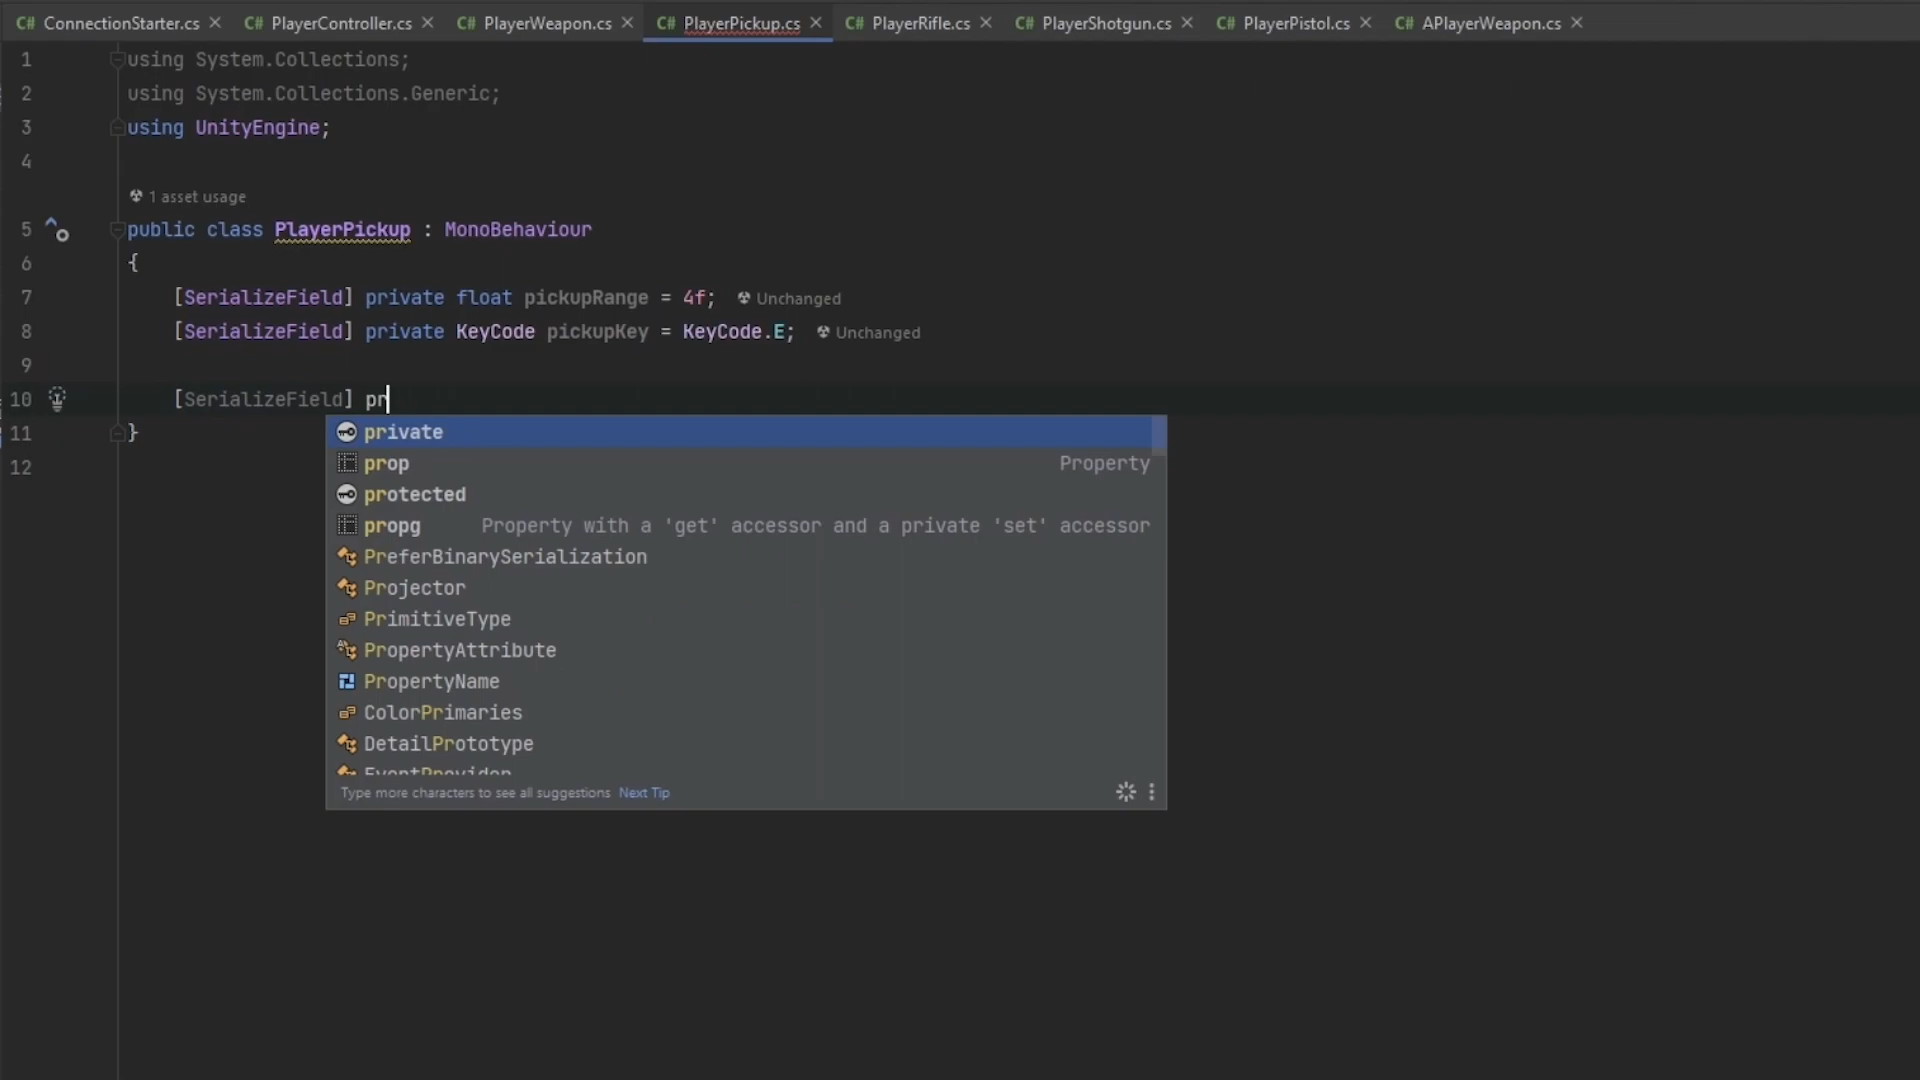 C# ConnectionStarter.cs C# PlayerController.cs C# PlayerWeapon.cs C# PlayerPickup.cs C# PlayerRifle.cs C# PlayerShotgun.cs C# PlayerPistol.cs C# APlayerWeapon.cs
1 using System.Collections;
2 using System.Collections.Generic;
3 using UnityEngine;
4
1 asset usage
5 public class PlayerPickup : MonoBehaviour
6 {
7 [SerializeField] private float pickupRange = 4f; Unchanged
8 [SerializeField] private KeyCode pickupKey = KeyCode.E; Unchanged
9
10 [SerializeField] pr
11 }
12
private
prop Property
protected
propg Property with a 'get' accessor and a private 'set' accessor
PreferBinarySerialization
Projector
PrimitiveType
PropertyAttribute
PropertyName
ColorPrimaries
DetailPrototype
EventProvider
Type more characters to see all suggestions Next Tip